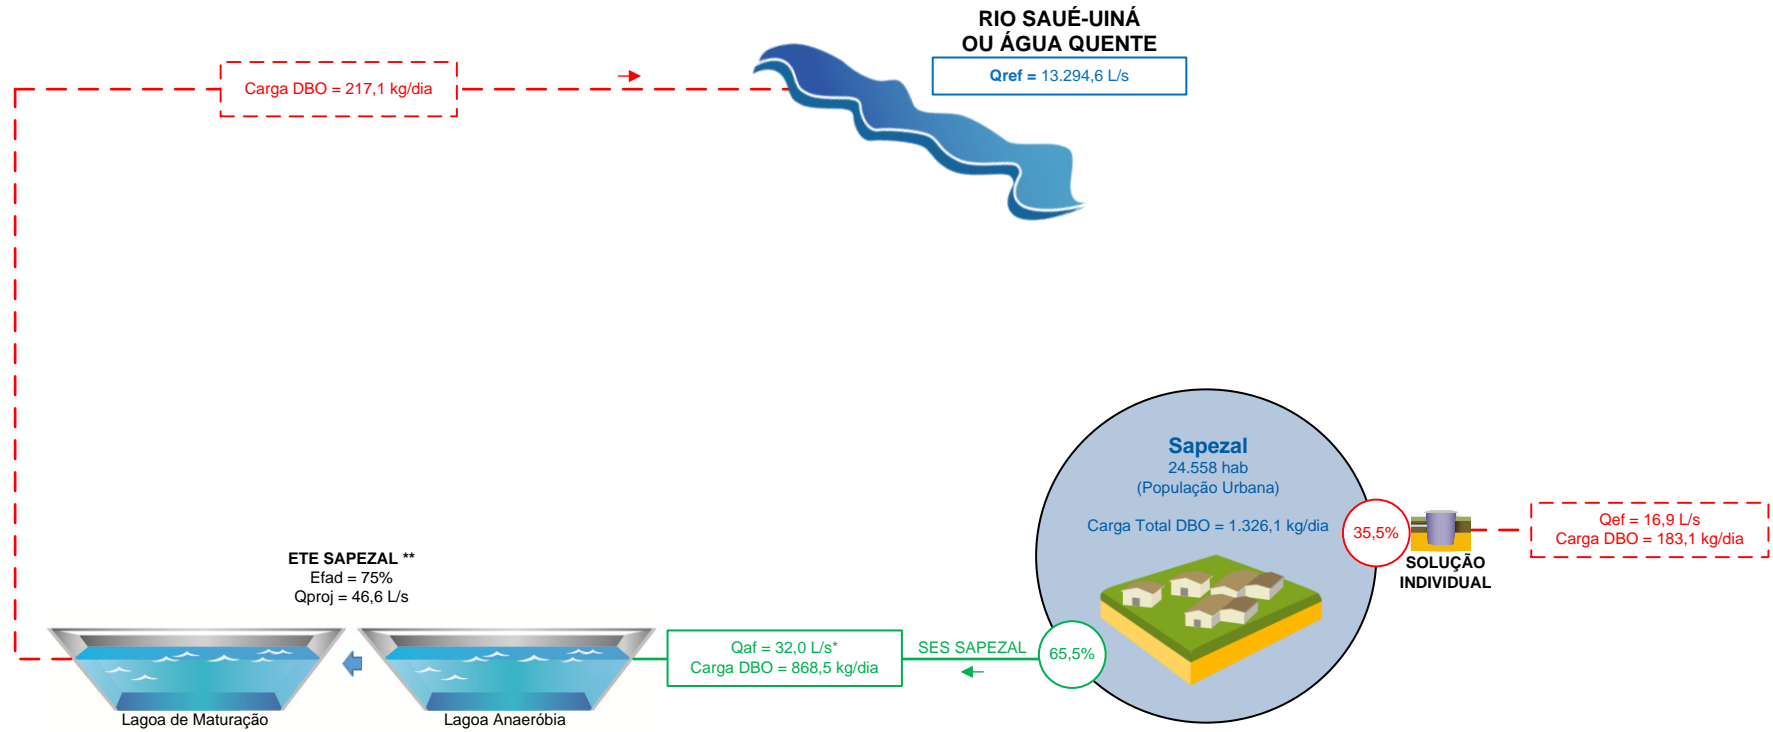 RIO SAUÉ-UINÁ
OU ÁGUA QUENTE
Qref = 13.294,6 L/s
Carga DBO = 217,1 kg/dia
Sapezal
24.558 hab
(População Urbana)
Carga Total DBO = 1.326,1 kg/dia
35,5%
SOLUÇÃO
INDIVIDUAL
Qef = 16,9 L/s
Carga DBO = 183,1 kg/dia
ETE SAPEZAL **
Efad = 75%
Qproj = 46,6 L/s
Qaf = 32,0 L/s*
Carga DBO = 868,5 kg/dia
SES SAPEZAL
65,5%
Lagoa de Maturação
Lagoa Anaeróbia